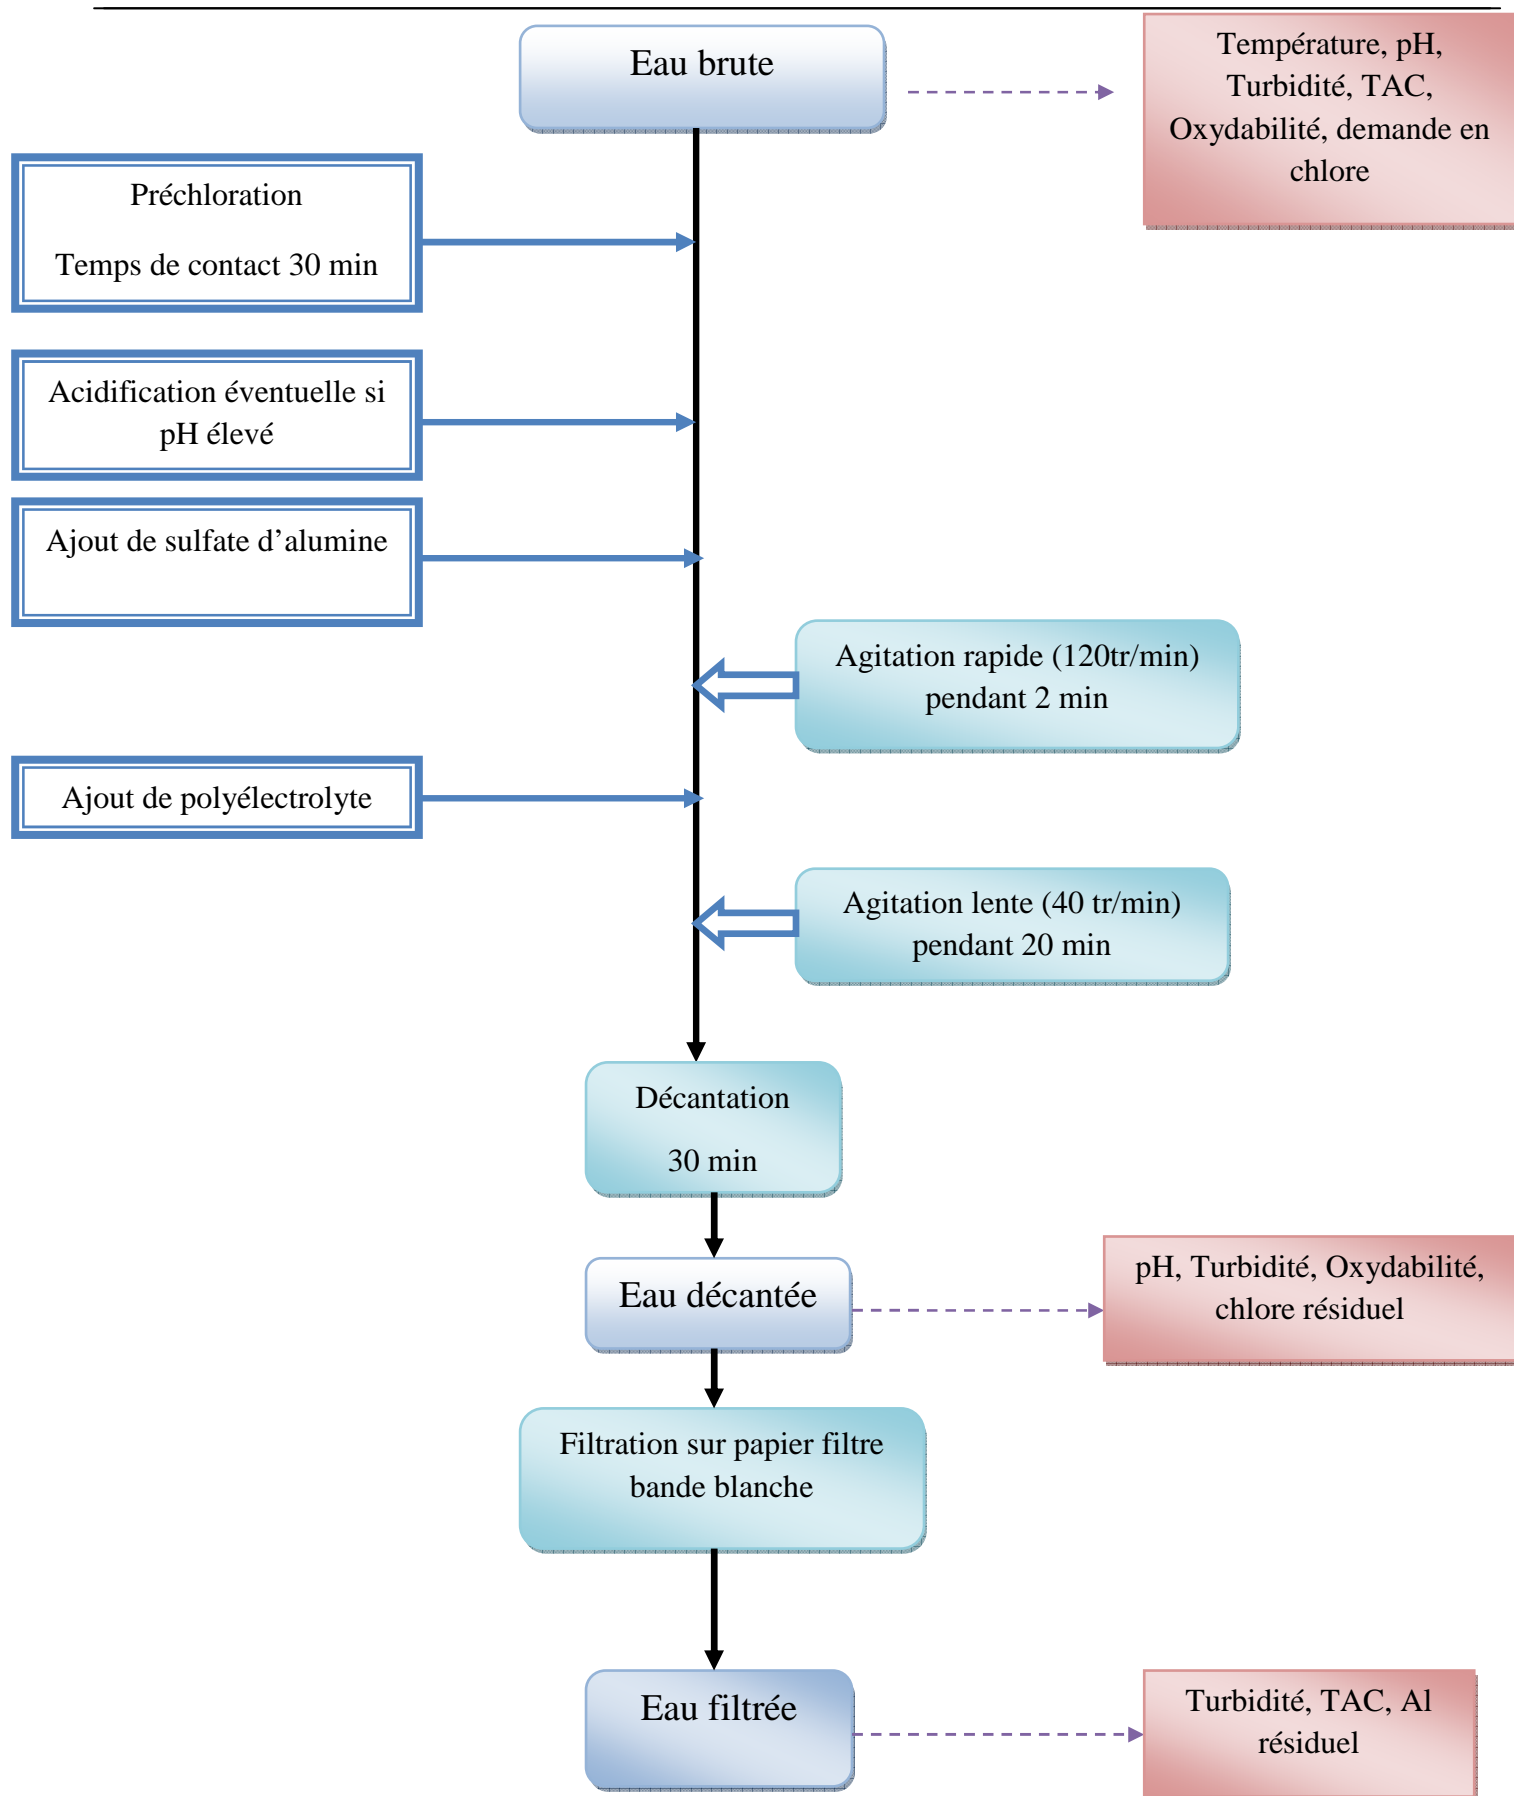 Eau brute
Température, pH,
Turbidité, TAC,
Oxydabilité, demande en
chlore
Préchloration
Temps de contact 30 min
Acidification éventuelle si
pH élevé
Ajout de sulfate d’alumine
Agitation rapide (120tr/min)
pendant 2 min
Ajout de polyélectrolyte
Agitation lente (40 tr/min)
pendant 20 min
Décantation
30 min
Eau décantée
pH, Turbidité, Oxydabilité,
chlore résiduel
Filtration sur papier filtre
bande blanche
Eau filtrée
Turbidité, TAC, Al
résiduel